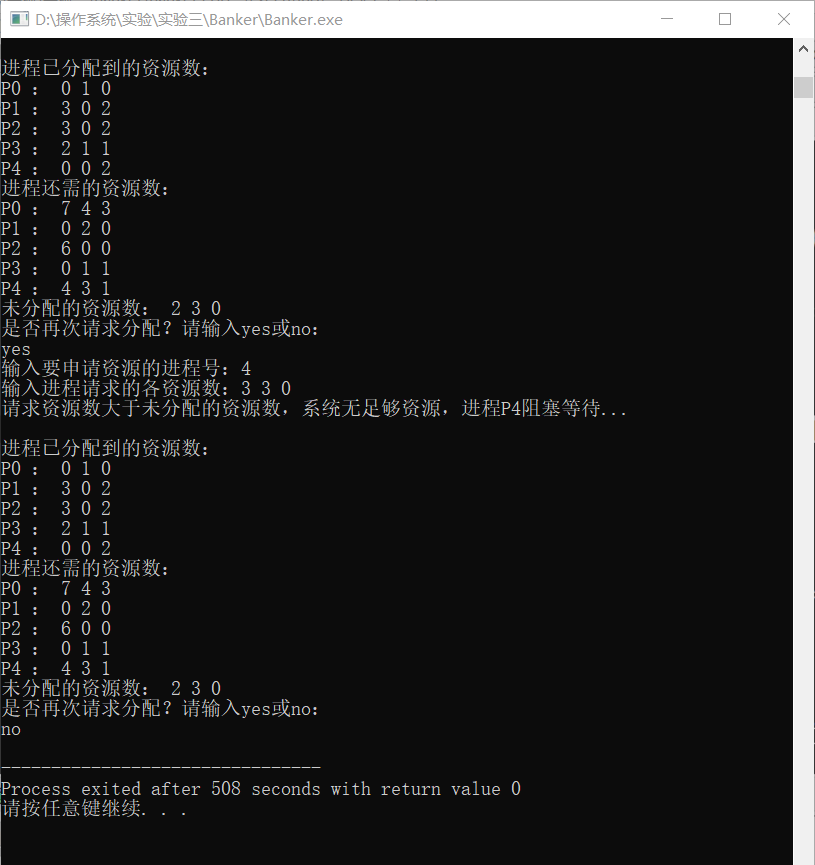 D:\操作系统\实验\实验三\Banker\Banker.exe
进程已分配到的资源数:
P0 : 0 1 0
P1 : 3 0 2
P2 : 3 0 2
P3 : 2 1 1
P4 : 0 0 2
进程还需的资源数:
P0 : 7 4 3
P1 : 0 2 0
P2 : 6 0 0
P3 : 0 1 1
P4 : 4 3 1
未分配的资源数: 2 3 0
是否再次请求分配?请输入yes或no:
yes
输入要申请资源的进程号:4
输入进程请求的各资源数:3 3 0
请求资源数大于未分配的资源数,系统无足够资源,进程P4阻塞等待...
进程已分配到的资源数:
P0 : 0 1 0
P1 : 3 0 2
P2 : 3 0 2
P3 : 2 1 1
P4 : 0 0 2
进程还需的资源数:
P0 : 7 4 3
P1 : 0 2 0
P2 : 6 0 0
P3 : 0 1 1
P4 : 4 3 1
未分配的资源数: 2 3 0
是否再次请求分配?请输入yes或no:
no
--------------------------------
Process exited after 508 seconds with return value 0
请按任意键继续. . .